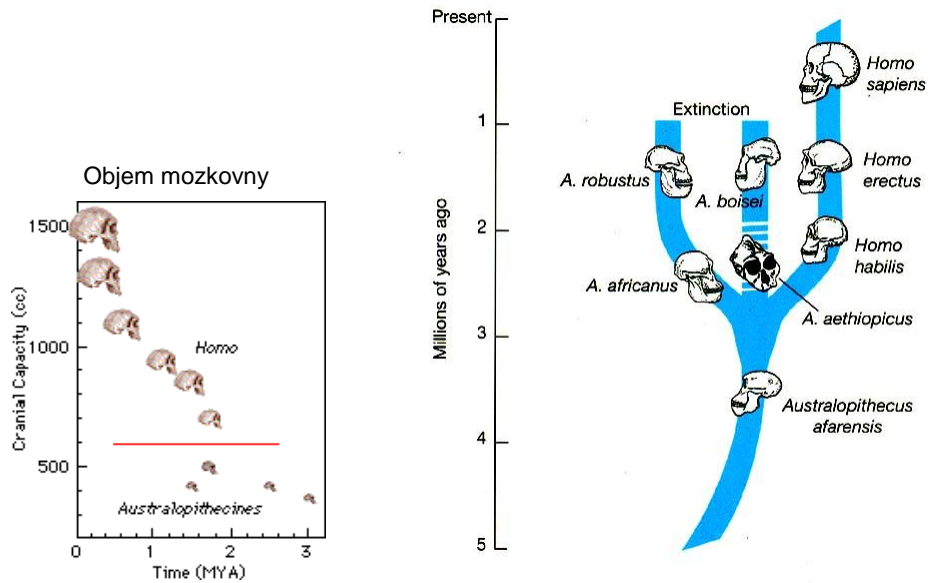 Objem mozkovny
Cranial Capacity (cc)
1500
1000
500
Homo
Australopithecines
0
1
2
3
Time (MYA)
Millions of years ago
Present
1
2
3
4
5
Extinction
Homo
sapiens
A. robustus
A. boisei
Homo
erectus
Homo
habilis
A. africanus
A. aethiopicus
Australopithecus
afarensis